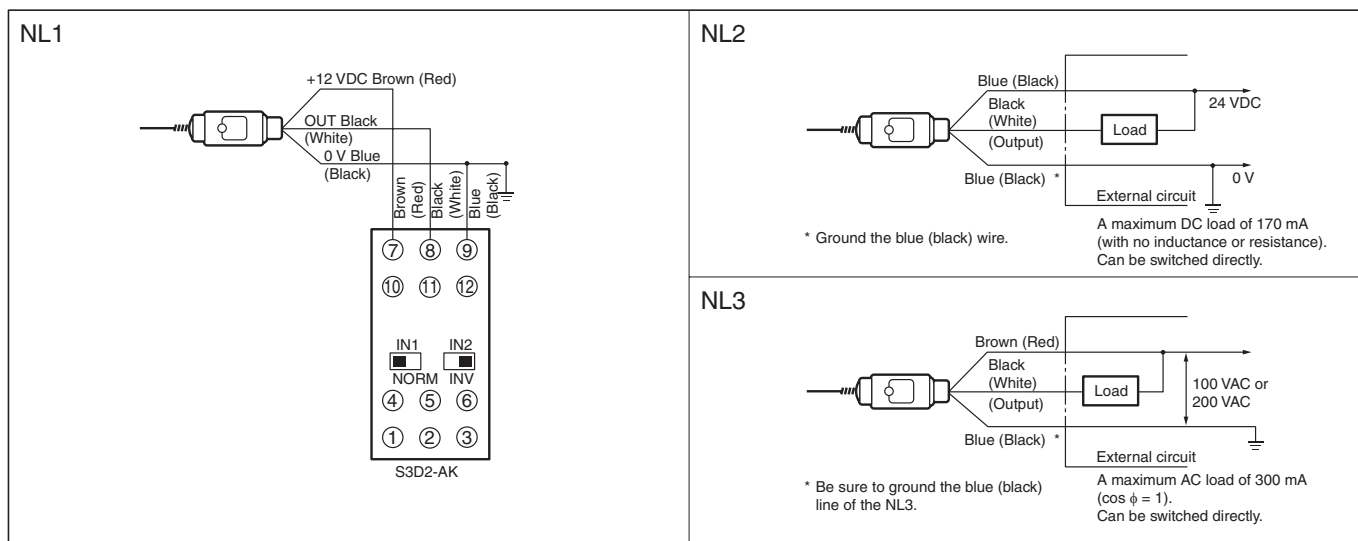 NL1
+12 VDC Brown (Red)
OUT Black
(White)
0 V Blue
(Black)
Brown
(Red)
Black
(White)
Blue
(Black)
7 8 9
10 11 12
IN1 IN2
NORM INV
4 5 6
1 2 3
S3D2-AK
NL2
Blue (Black)
Black
(White)
(Output)
Load
24 VDC
Blue (Black) *
0 V
External circuit
* Ground the blue (black) wire.
A maximum DC load of 170 mA
(with no inductance or resistance).
Can be switched directly.
NL3
Brown (Red)
Black
(White)
(Output)
Load
100 VAC or
200 VAC
Blue (Black) *
External circuit
* Be sure to ground the blue (black)
line of the NL3.
A maximum AC load of 300 mA
(cos ϕ = 1).
Can be switched directly.